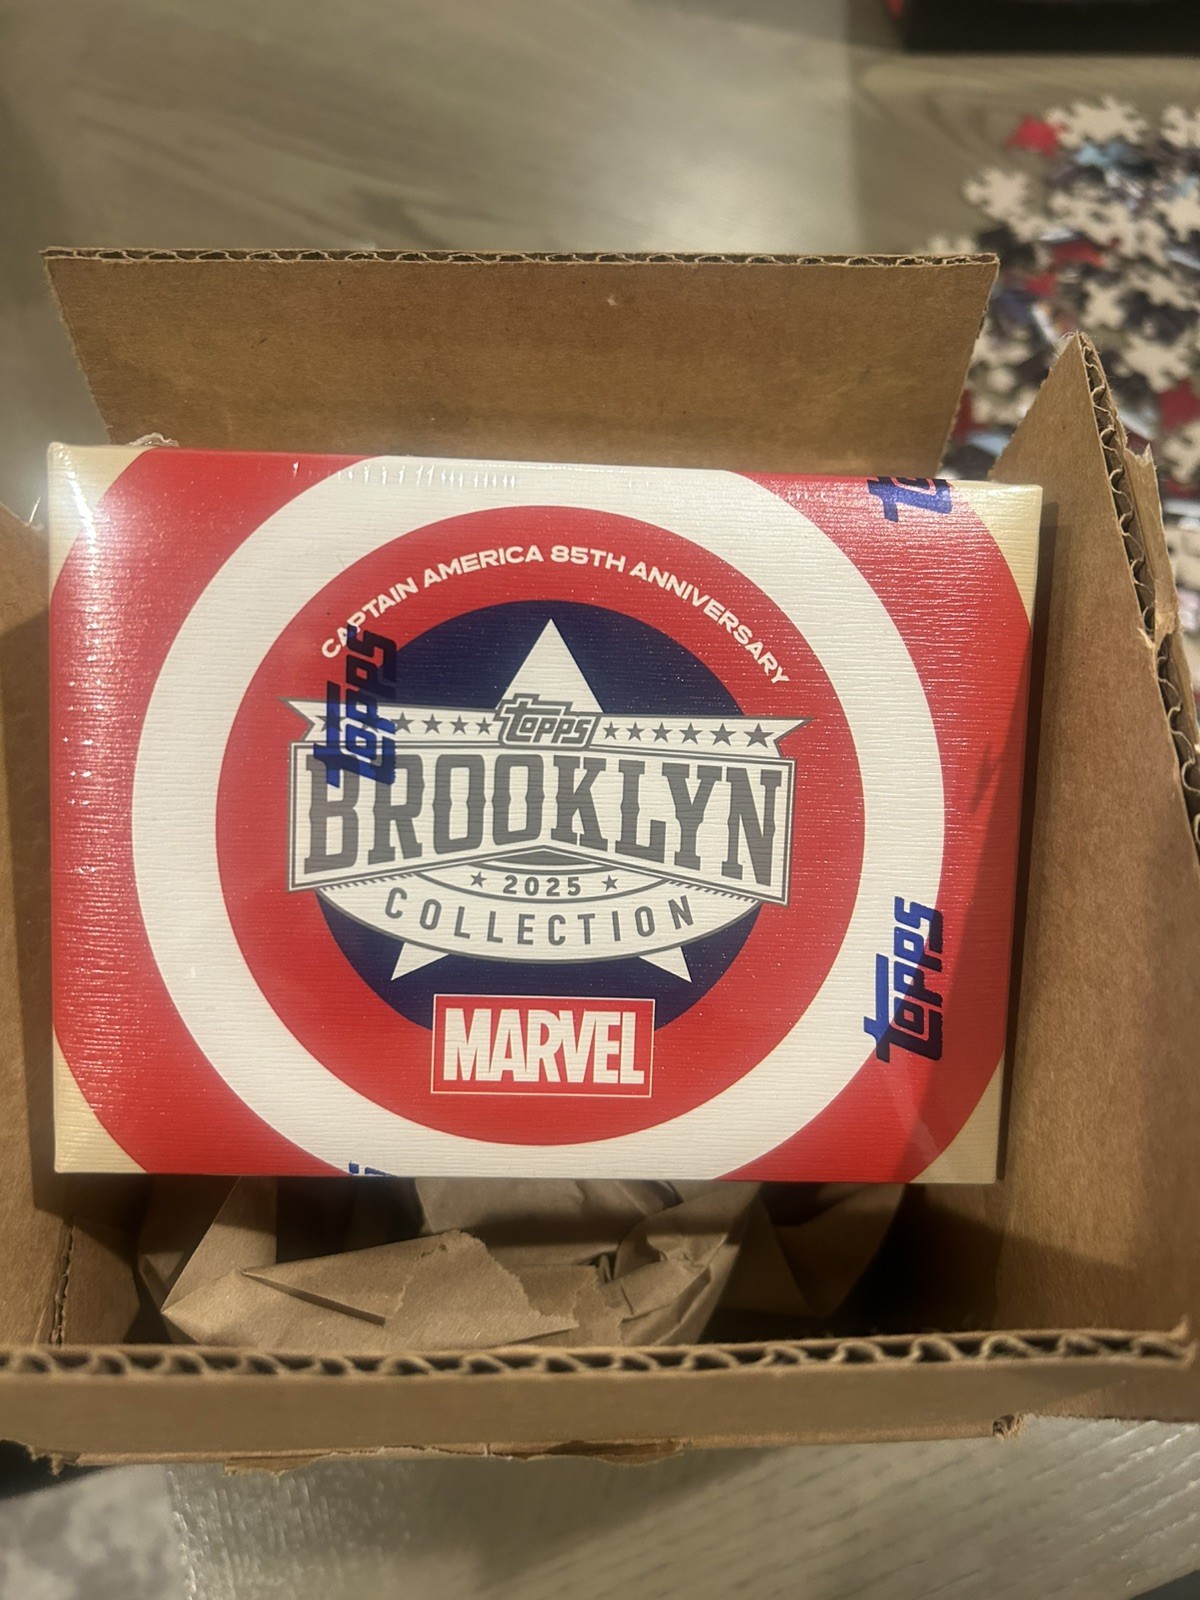 CAPTAIN AMERICA 85TH ANNIVERSARY
topps
BROOKLYN
2025
COLLECTION
MARVEL
topps
topps
topps